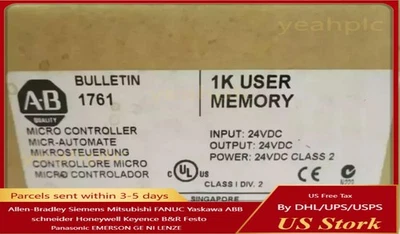 yeahplc
BULLETIN
1761
1K USER
MEMORY
A-B
QUALITY
MICRO CONTROLLER
MICR-AUTOMATE
MIKROSTEUERUNG
CONTROLLORE MICRO
MICRO CONTROLADOR
INPUT: 24VDC
OUTPUT: 24VDC
POWER: 24VDC CLASS 2
UL
CLASS I DIV. 2
SINGAPORE
Parcels sent within 3-5 days
Allen-Bradley Siemens Mitsubishi FANUC Yaskawa ABB
schneider Honeywell Keyence B&R Festo
Panasonic EMERSON GE NI LENZE
US Free Tax
By DHL/UPS/USPS
US Stork